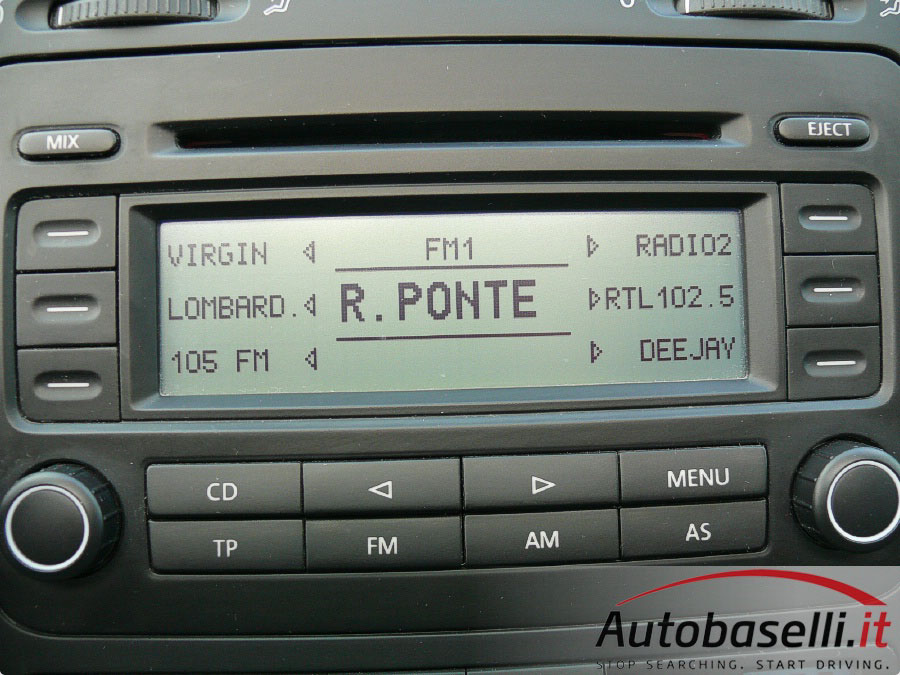 MIX
EJECT
VIRGIN FM1 RADIO2
LOMBARD. R.PONTE RTL102.5
105 FM DEEJAY
CD MENU
TP FM AM AS
Autobaselli.it
STOP SEARCHING. START DRIVING.